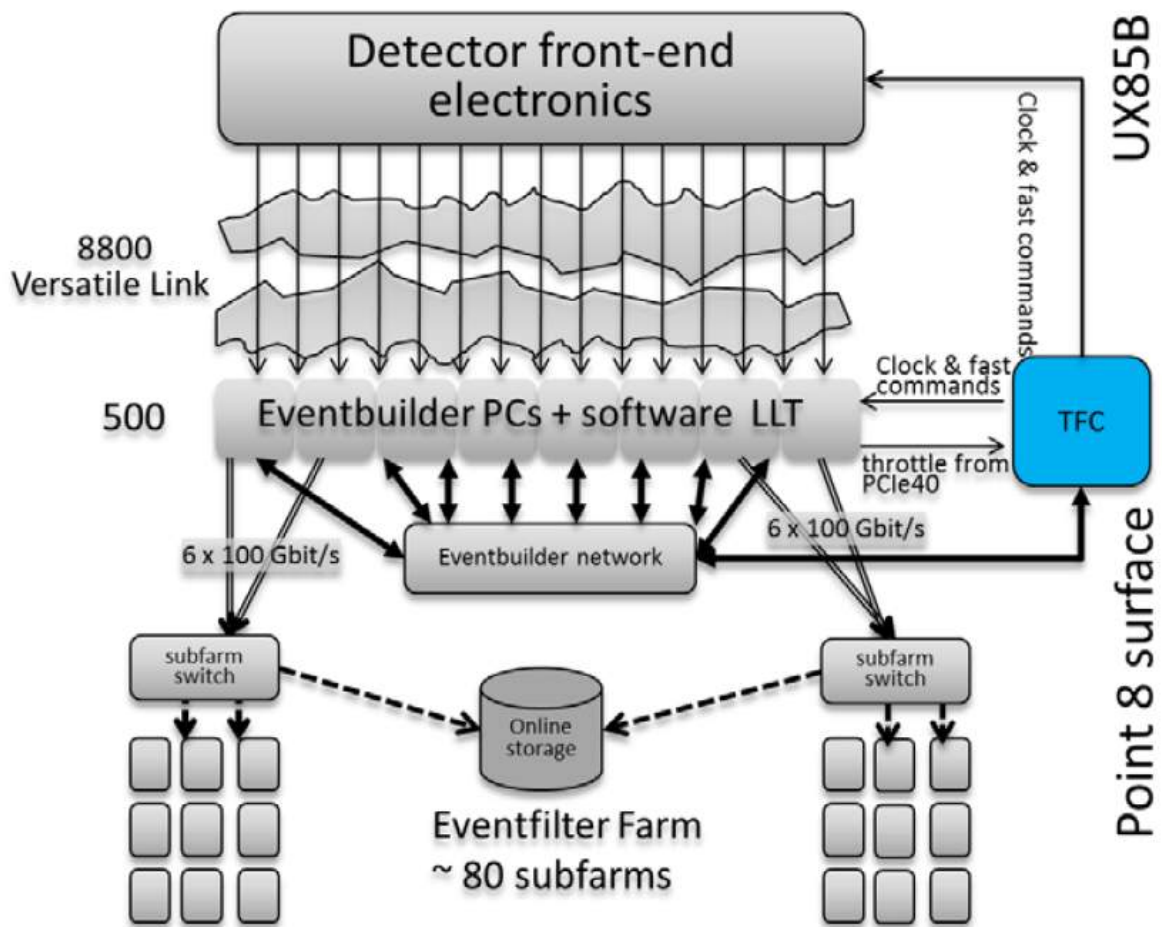 Detector front-end
electronics
UX85B
Clock & fast commands
8800
Versatile Link
Clock & fast
commands
500
Eventbuilder PCs + software LLT
TFC
throttle from
PCIe40
6 x 100 Gbit/s
Eventbuilder network
6 x 100 Gbit/s
Point 8 surface
subfarm
switch
subfarm
switch
Online
storage
Eventfilter Farm
~ 80 subfarms